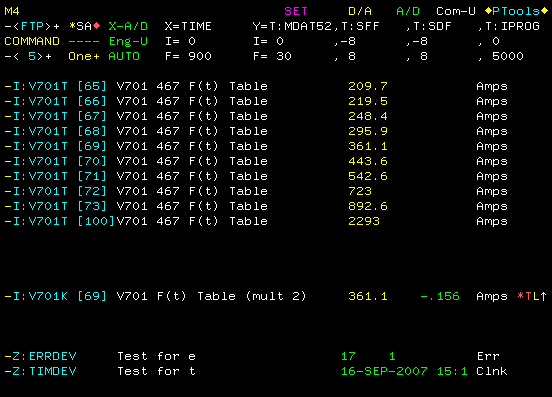 M4 SET D/A A/D Com-U ◆PTools◆
-<FTP>+ *SA◆ X-A/D X=TIME Y=T:MDAT52,T:SFF ,T:SDF ,T:IPROG
COMMAND ---- Eng-U I= 0 I= 0 ,-8 ,-8 , 0
-< 5>+ One+ AUTO F= 900 F= 30 , 8 , 8 , 5000
-I:V701T [65] V701 467 F(t) Table 209.7 Amps
-I:V701T [66] V701 467 F(t) Table 219.5 Amps
-I:V701T [67] V701 467 F(t) Table 248.4 Amps
-I:V701T [68] V701 467 F(t) Table 295.9 Amps
-I:V701T [69] V701 467 F(t) Table 361.1 Amps
-I:V701T [70] V701 467 F(t) Table 443.6 Amps
-I:V701T [71] V701 467 F(t) Table 542.6 Amps
-I:V701T [72] V701 467 F(t) Table 723 Amps
-I:V701T [73] V701 467 F(t) Table 892.6 Amps
-I:V701T [100]V701 467 F(t) Table 2293 Amps
-I:V701K [69] V701 F(t) Table (mult 2) 361.1 -.156 Amps *TL↑
-Z:ERRDEV Test for e 17 1 Err
-Z:TIMDEV Test for t 16-SEP-2007 15:1 Clnk